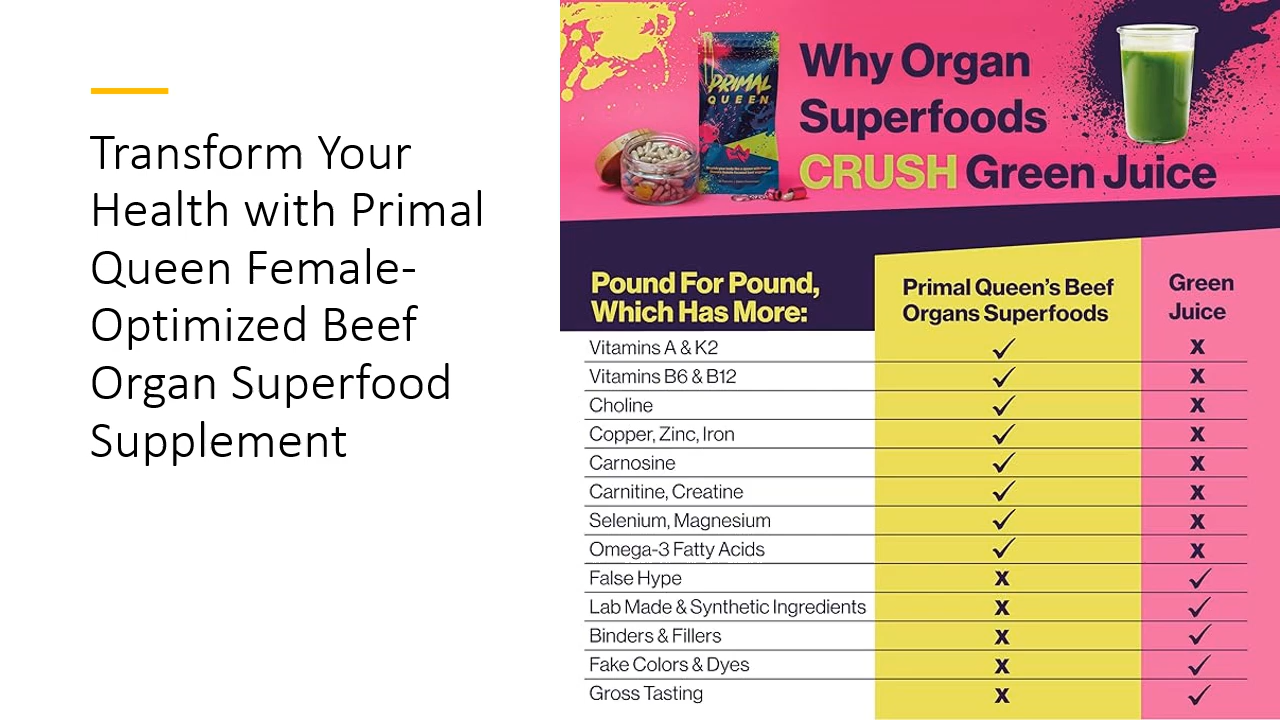 Transform Your
Health with Primal
Queen Female-
Optimized Beef
Organ Superfood
Supplement
PRIMAL
QUEEN
Why Organ
Superfoods
CRUSH Green Juice
Pound For Pound,
Which Has More:
Primal Queen's Beef
Organs Superfoods
Green
Juice
Vitamins A & K2 ✓ X
Vitamins B6 & B12 ✓ X
Choline ✓ X
Copper, Zinc, Iron ✓ X
Carnosine ✓ X
Carnitine, Creatine ✓ X
Selenium, Magnesium ✓ X
Omega-3 Fatty Acids ✓ X
False Hype X ✓
Lab Made & Synthetic Ingredients X ✓
Binders & Fillers X ✓
Fake Colors & Dyes X ✓
Gross Tasting X ✓